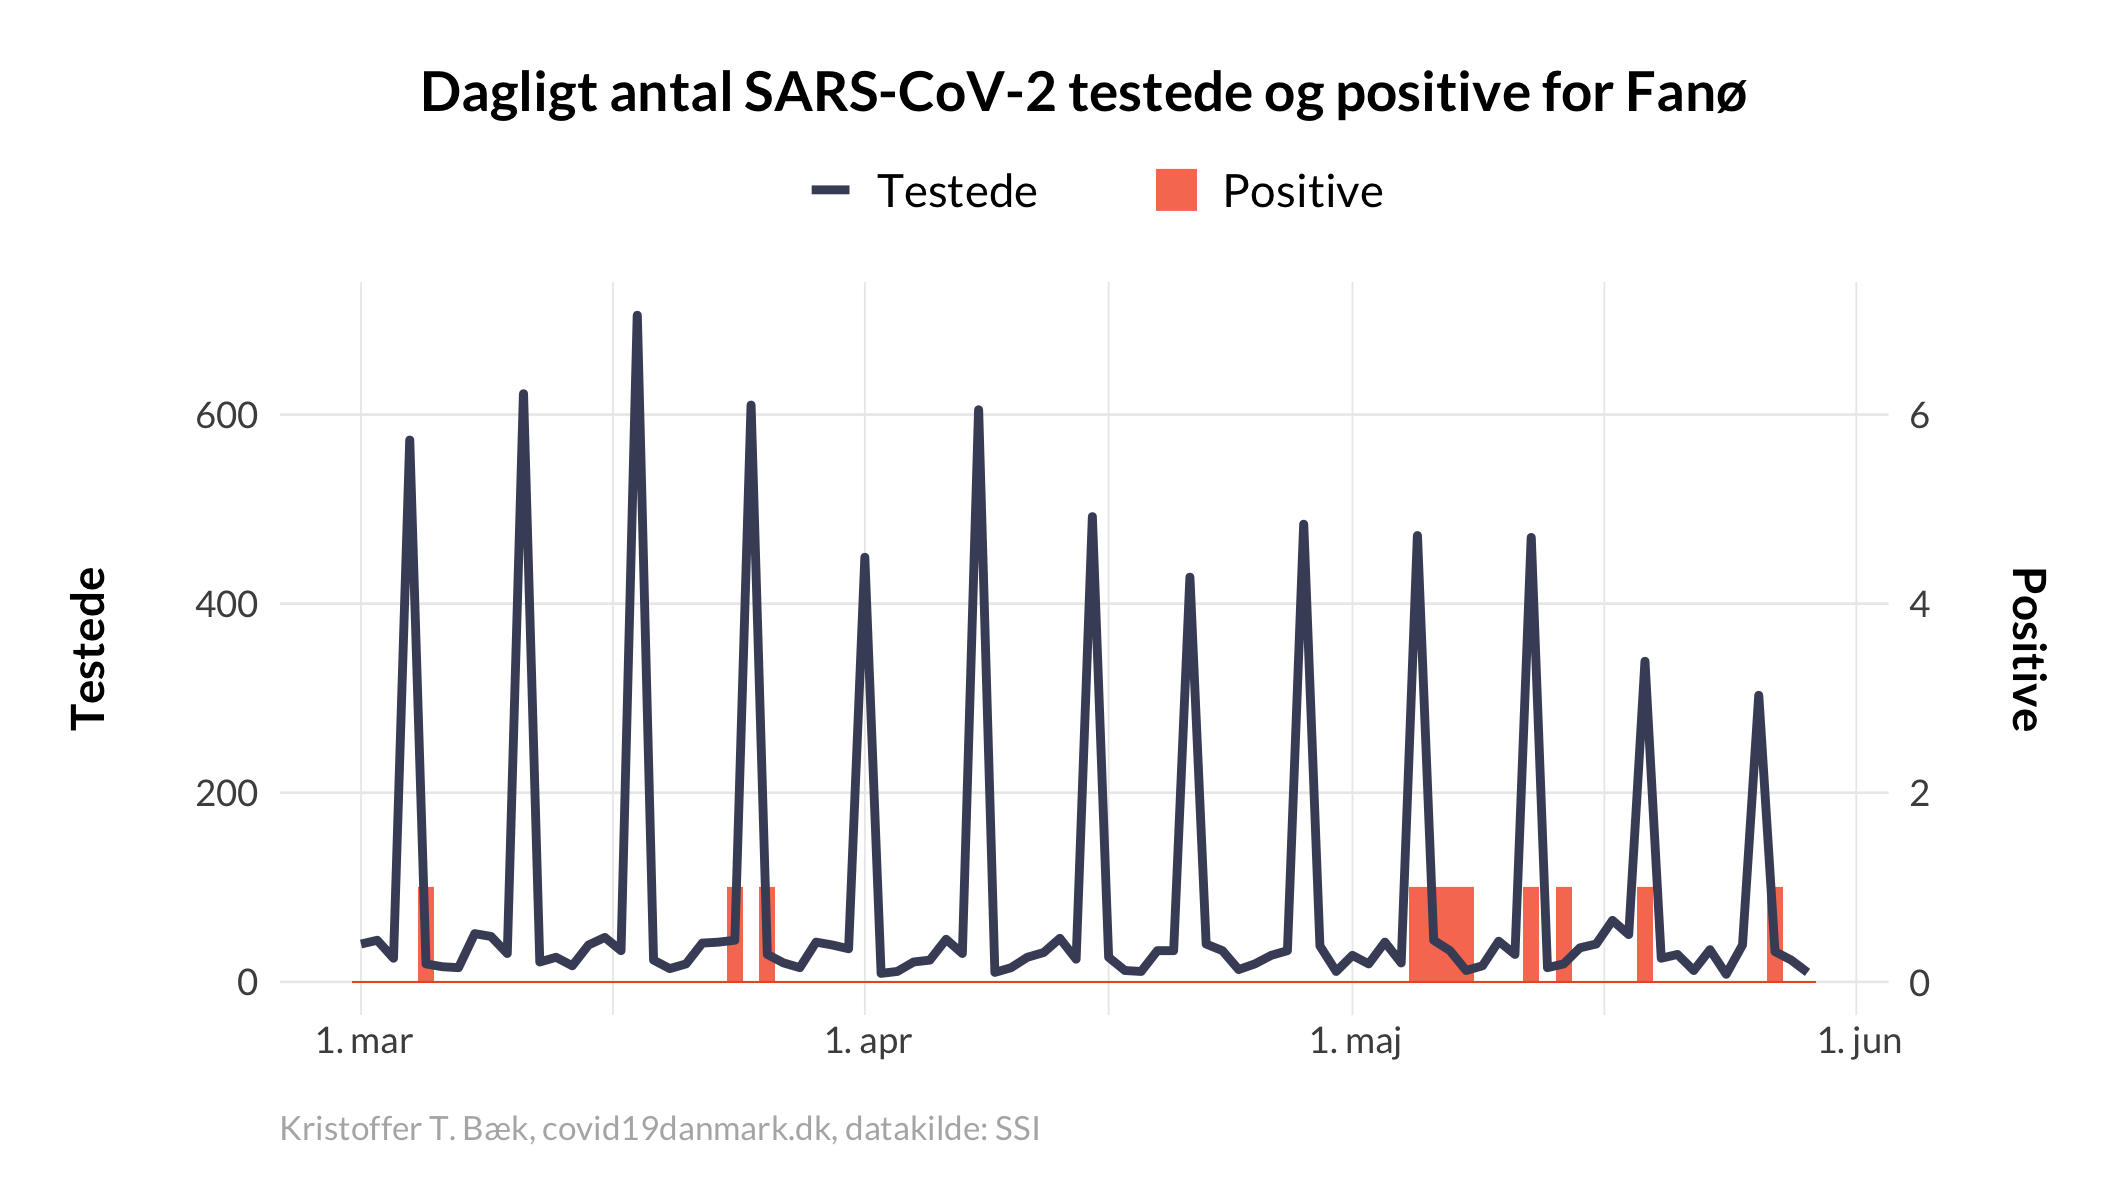 Dagligt antal SARS-CoV-2 testede og positive for Fanø
Testede
Positive
600
400
200
0
6
4
2
0
Testede
Positive
1. mar
1. apr
1. maj
1. jun
Kristoffer T. Bæk, covid19danmark.dk, datakilde: SSI